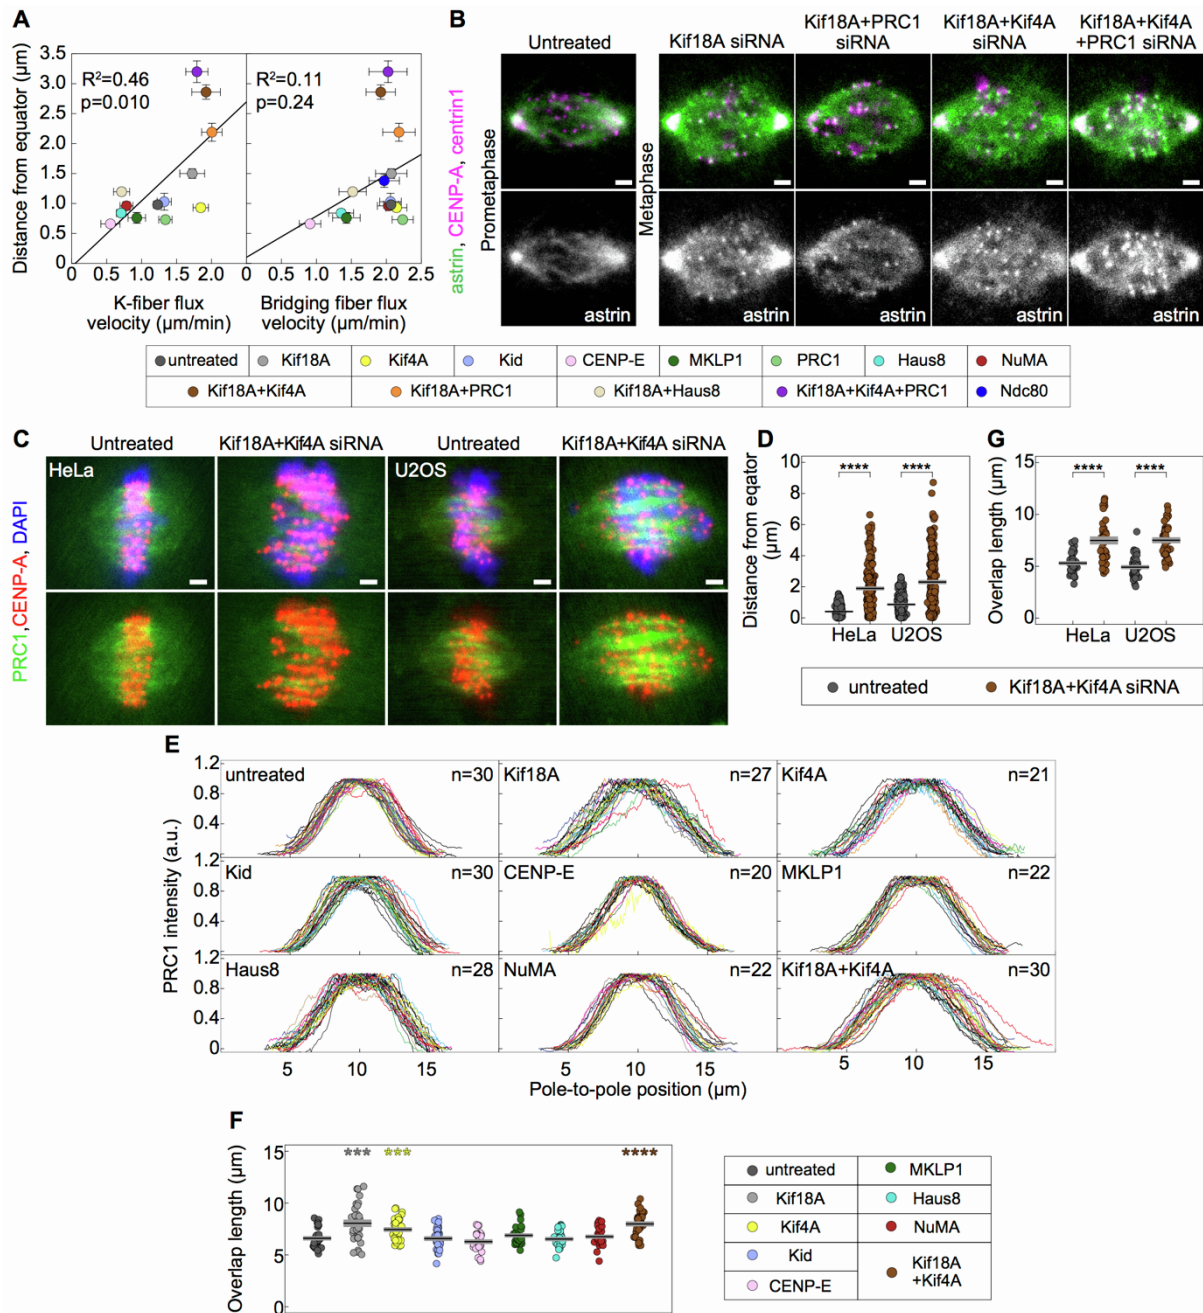 A
Distance from equator (μm)
3.5
3.0
2.5
2.0
1.5
1.0
0.5
0
R²=0.46
p=0.010
R²=0.11
p=0.24
0 0.5 1.0 1.5 2.0 0 0.5 1.0 1.5 2.0 2.5
K-fiber flux
velocity (μm/min)
Bridging fiber flux
velocity (μm/min)
B
astrin, CENP-A, centrin1
Untreated
Kif18A siRNA
Kif18A+PRC1
siRNA
Kif18A+Kif4A
siRNA
Kif18A+Kif4A
+PRC1 siRNA
Prometaphase
Metaphase
astrin
astrin
astrin
astrin
astrin
untreated Kif18A Kif4A Kid CENP-E MKLP1 PRC1 Haus8 NuMA
Kif18A+Kif4A Kif18A+PRC1 Kif18A+Haus8 Kif18A+Kif4A+PRC1 Ndc80
C
Untreated
Kif18A+Kif4A siRNA
Untreated
Kif18A+Kif4A siRNA
HeLa
U2OS
PRC1,CENP-A, DAPI
D
Distance from eqator
(μm)
10
8
6
4
2
0
**** ****
HeLa U2OS
G
Overlap length (μm)
15
10
5
0
**** ****
HeLa U2OS
untreated Kif18A+Kif4A siRNA
E
PRC1 intensity (a.u.)
1.2
0.8
0.4
1.2
0.8
0.4
1.2
0.8
0.4
0
untreated n=30
Kif18A n=27
Kif4A n=21
Kid n=30
CENP-E n=20
MKLP1 n=22
Haus8 n=28
NuMA n=22
Kif18A+Kif4A n=30
5 10 15 5 10 15 5 10 15
Pole-to-pole position (μm)
F
Overlap length (μm)
15
10
5
0
*** *** ****
untreated MKLP1
Kif18A Haus8
Kif4A NuMA
Kid
Kif18A
+Kif4A
CENP-E